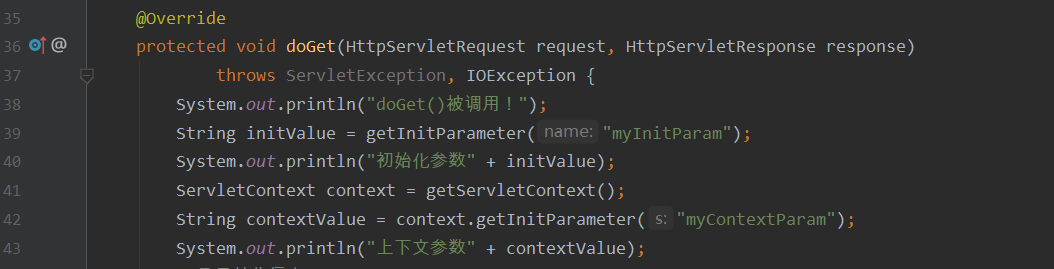 35 @Override
36 @ protected void doGet(HttpServletRequest request, HttpServletResponse response)
37 throws ServletException, IOException {
38 System.out.println("doGet()被调用！");
39 String initValue = getInitParameter( name: "myInitParam");
40 System.out.println("初始化参数" + initValue);
41 ServletContext context = getServletContext();
42 String contextValue = context.getInitParameter( s: "myContextParam");
43 System.out.println("上下文参数" + contextValue);